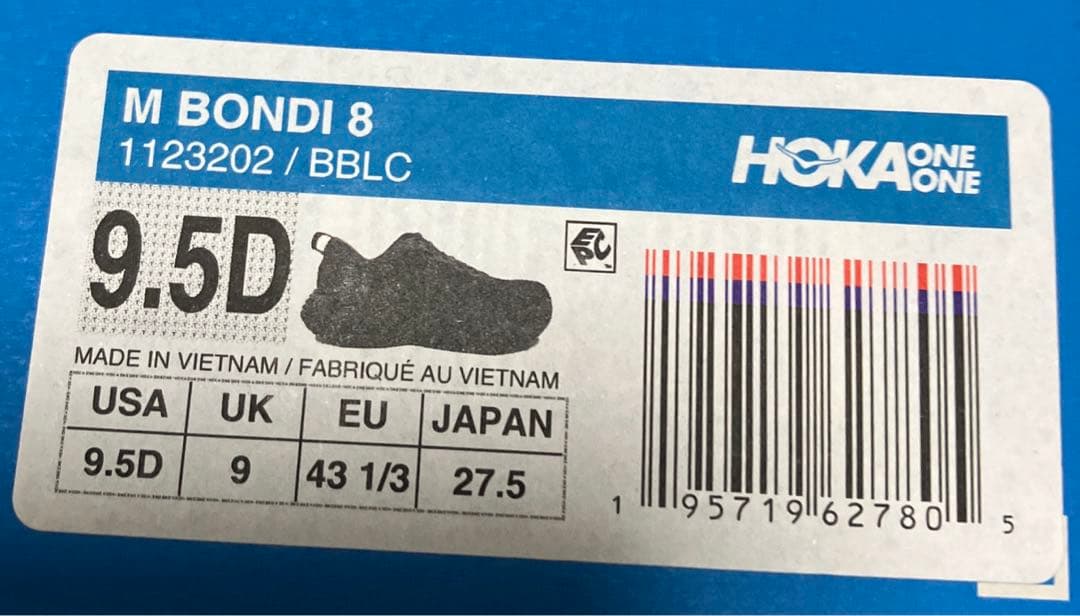 M BONDI 8
1123202 / BBLC
HOKA ONE ONE
9.5D
EPC
MADE IN VIETNAM / FABRIQUÉ AU VIETNAM
USA UK EU JAPAN
9.5D 9 43 1/3 27.5
1 95719 62780 5